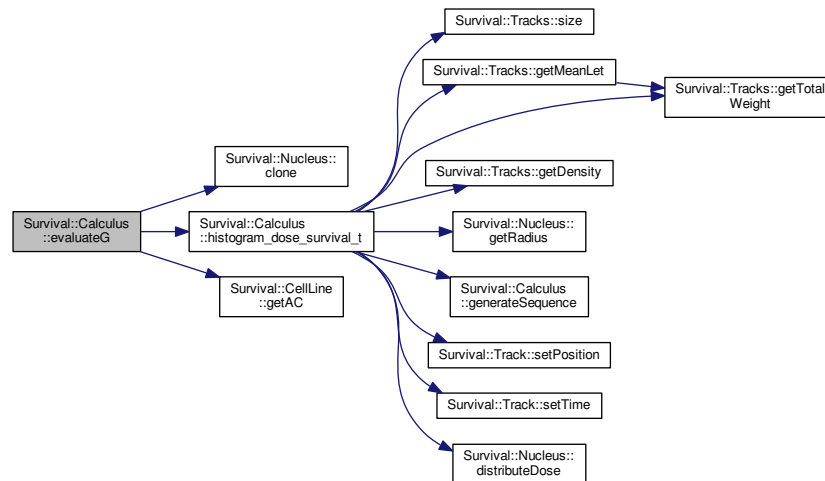 Survival::Calculus
::evaluateG
Survival::Nucleus::
clone
Survival::Calculus
::histogram_dose_survival_t
Survival::CellLine
::getAC
Survival::Tracks::size
Survival::Tracks::getMeanLet
Survival::Tracks::getTotal
Weight
Survival::Tracks::getDensity
Survival::Nucleus::
getRadius
Survival::Calculus
::generateSequence
Survival::Track::setPosition
Survival::Track::setTime
Survival::Nucleus::
distributeDose